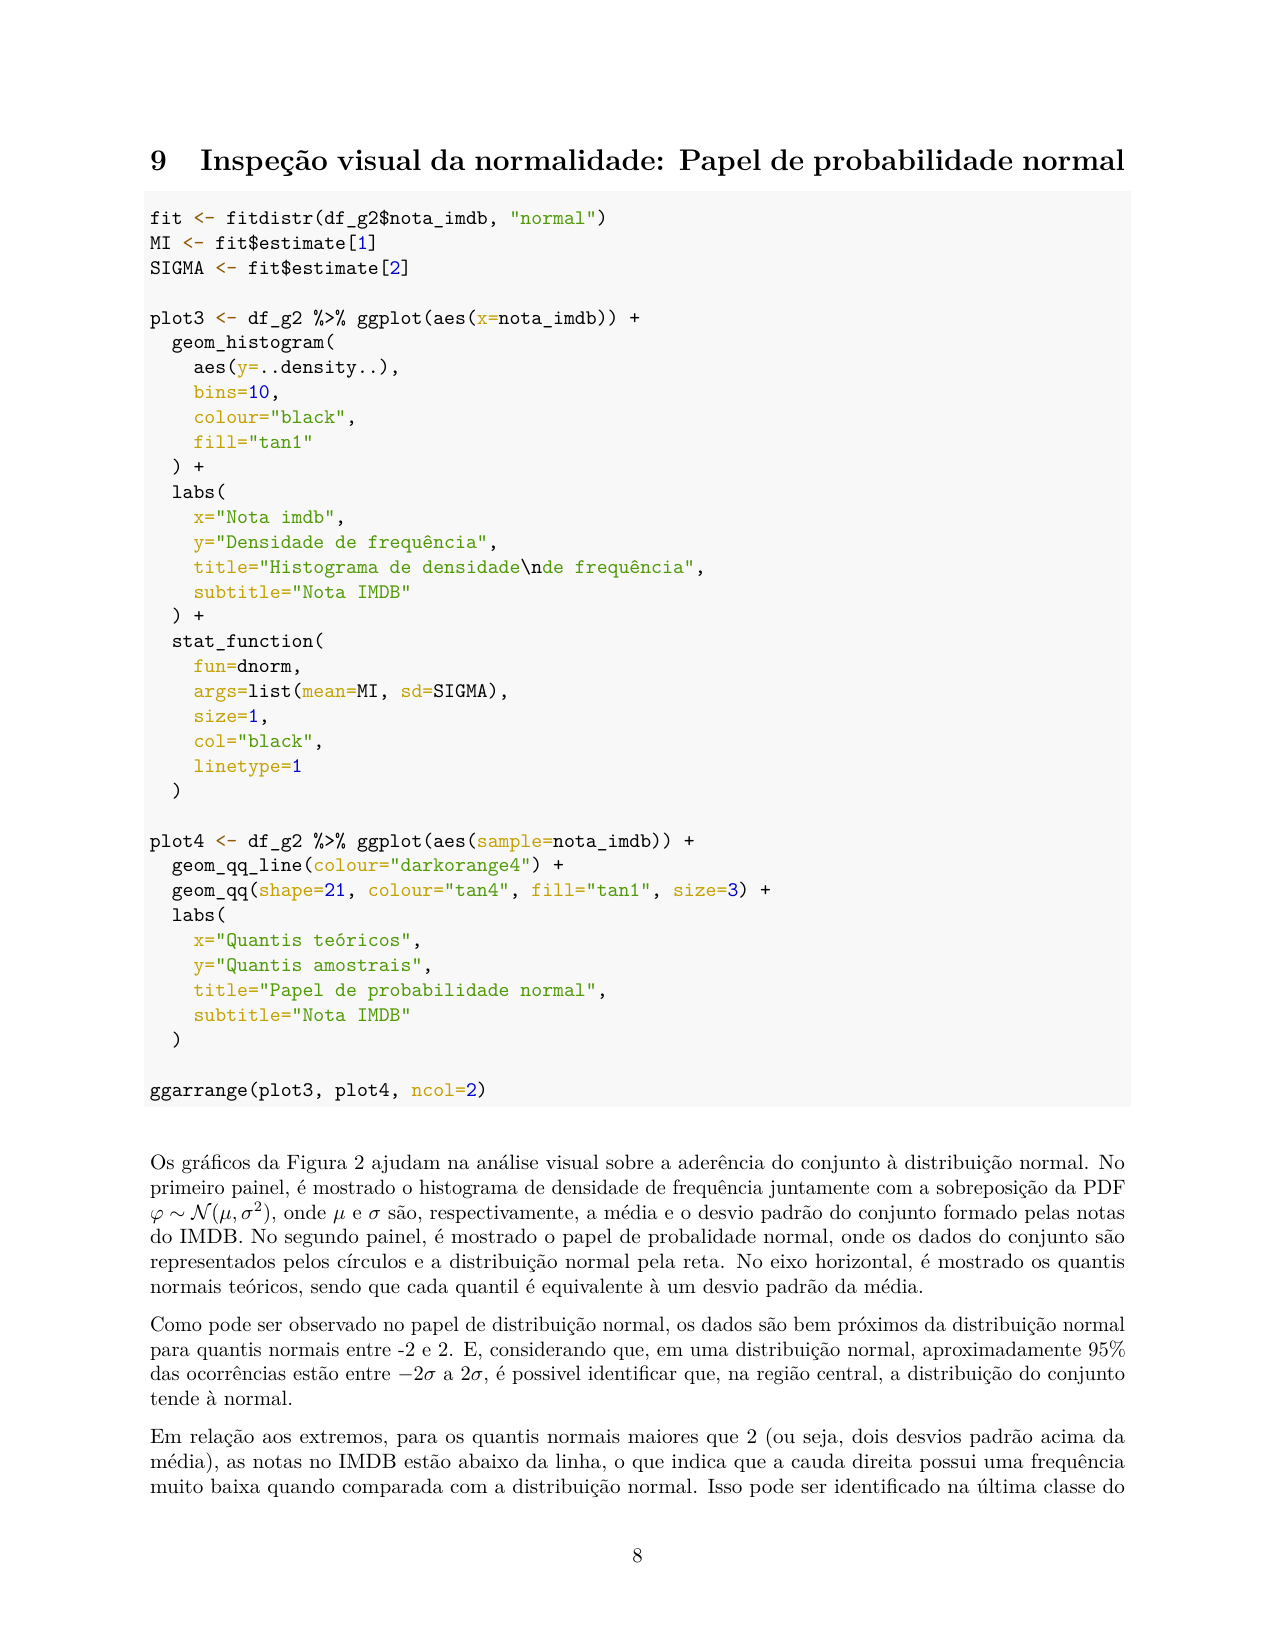 9 Inspeção visual da normalidade: Papel de probabilidade normal
fit <- fitdistr(df_g2$nota_imdb, "normal")
MI <- fit$estimate[1]
SIGMA <- fit$estimate[2]
plot3 <- df_g2 %>% ggplot(aes(x=nota_imdb)) +
  geom_histogram(
    aes(y=..density..),
    bins=10,
    colour="black",
    fill="tan1"
  ) +
  labs(
    x="Nota imdb",
    y="Densidade de frequência",
    title="Histograma de densidade\nde frequência",
    subtitle="Nota IMDB"
  ) +
  stat_function(
    fun=dnorm,
    args=list(mean=MI, sd=SIGMA),
    size=1,
    col="black",
    linetype=1
  )
plot4 <- df_g2 %>% ggplot(aes(sample=nota_imdb)) +
  geom_qq_line(colour="darkorange4") +
  geom_qq(shape=21, colour="tan4", fill="tan1", size=3) +
  labs(
    x="Quantis teóricos",
    y="Quantis amostrais",
    title="Papel de probabilidade normal",
    subtitle="Nota IMDB"
  )
ggarrange(plot3, plot4, ncol=2)
Os gráficos da Figura 2 ajudam na análise visual sobre a aderência do conjunto à distribuição normal. No
primeiro painel, é mostrado o histograma de densidade de frequência juntamente com a sobreposição da PDF
φ ∼ N(μ, σ²), onde μ e σ são, respectivamente, a média e o desvio padrão do conjunto formado pelas notas
do IMDB. No segundo painel, é mostrado o papel de probalidade normal, onde os dados do conjunto são
representados pelos círculos e a distribuição normal pela reta. No eixo horizontal, é mostrado os quantis
normais teóricos, sendo que cada quantil é equivalente à um desvio padrão da média.
Como pode ser observado no papel de distribuição normal, os dados são bem próximos da distribuição normal
para quantis normais entre -2 e 2. E, considerando que, em uma distribuição normal, aproximadamente 95%
das ocorrências estão entre −2σ a 2σ, é possivel identificar que, na região central, a distribuição do conjunto
tende à normal.
Em relação aos extremos, para os quantis normais maiores que 2 (ou seja, dois desvios padrão acima da
média), as notas no IMDB estão abaixo da linha, o que indica que a cauda direita possui uma frequência
muito baixa quando comparada com a distribuição normal. Isso pode ser identificado na última classe do
8